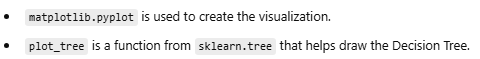 • matplotlib.pyplot is used to create the visualization.
• plot_tree is a function from sklearn.tree that helps draw the Decision Tree.